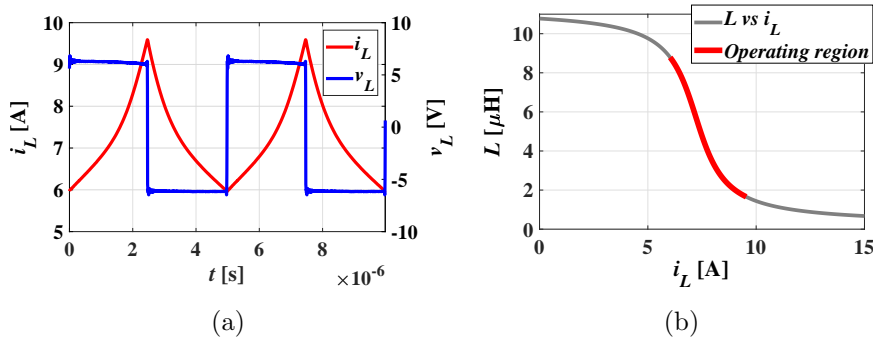 10
9
8
7
6
5
i_L [A]
10
5
0
-5
-10
v_L [V]
i_L
v_L
0
2
4
6
8
t [s]
×10^-6
(a)
10
8
6
4
2
0
L [μH]
L vs i_L
Operating region
0
5
10
15
i_L [A]
(b)